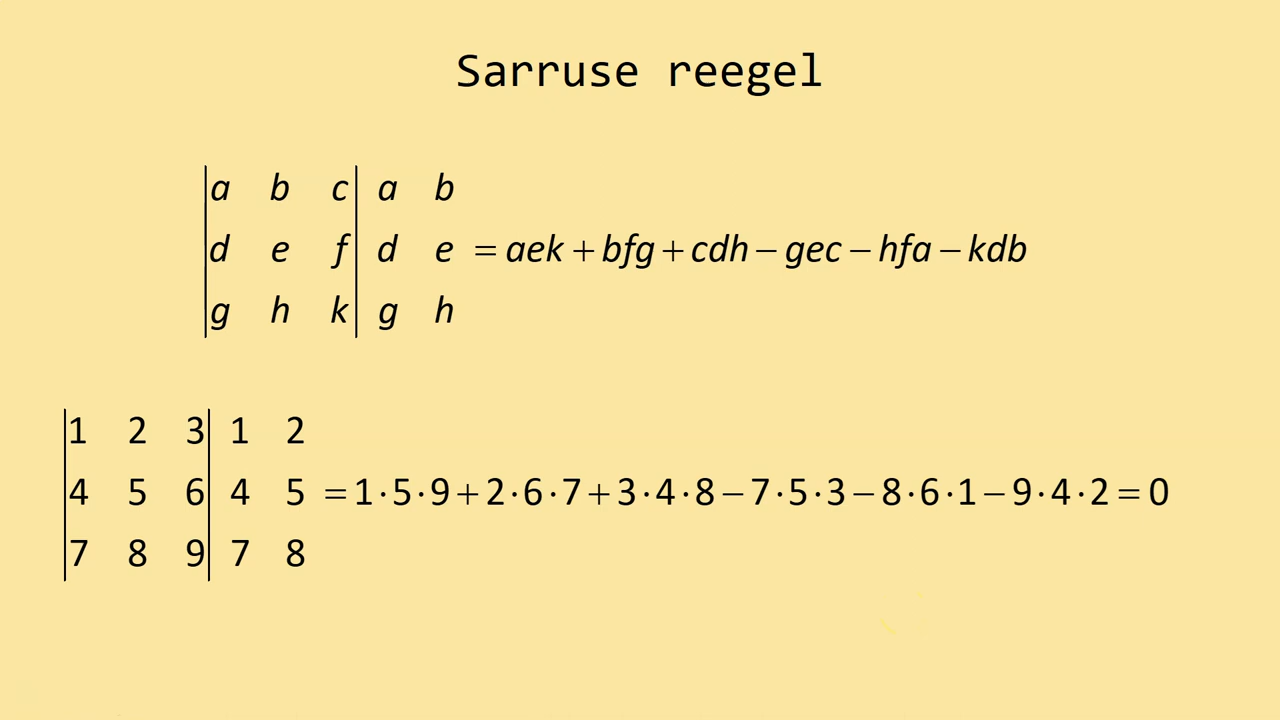 Sarruse reegel
|a b c| a b
|d e f| d e = aek + bfg + cdh − gec − hfa − kdb
|g h k| g h
|1 2 3| 1 2
|4 5 6| 4 5 = 1·5·9 + 2·6·7 + 3·4·8 − 7·5·3 − 8·6·1 − 9·4·2 = 0
|7 8 9| 7 8